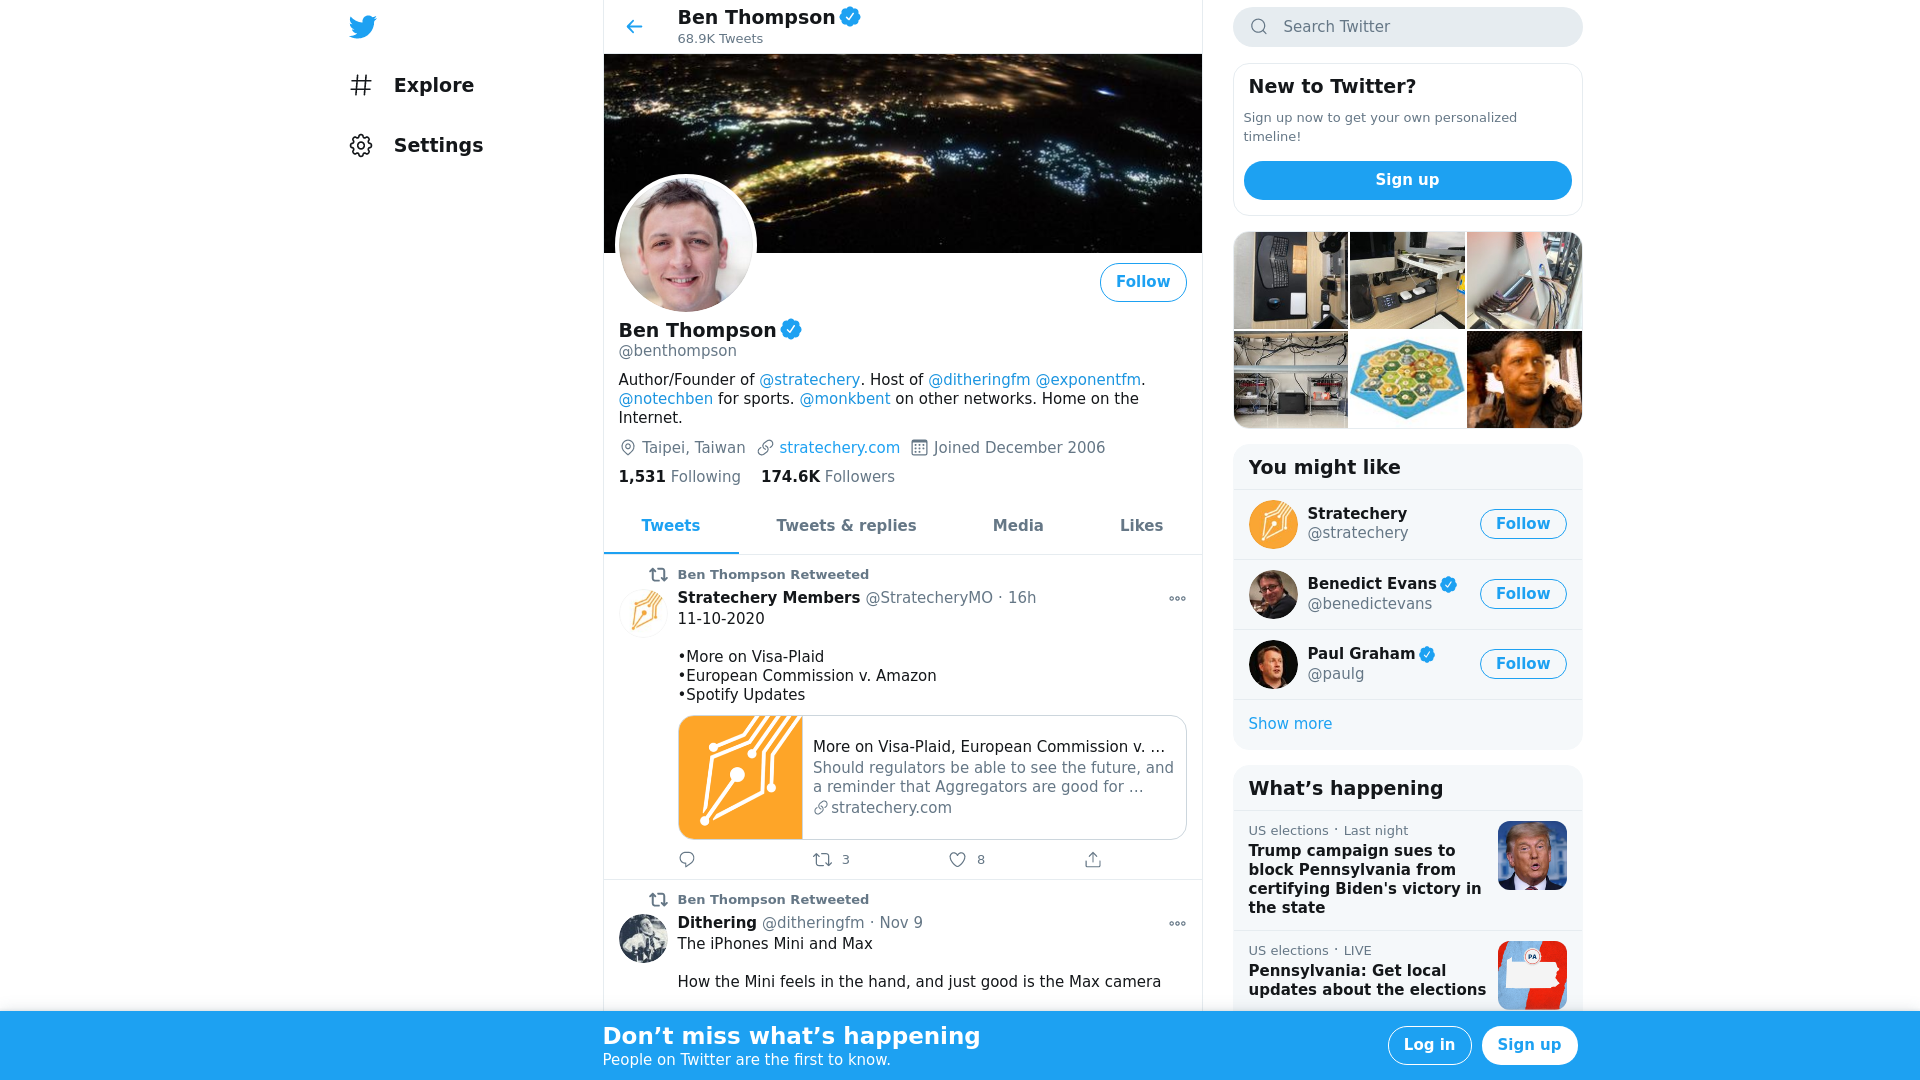 Explore
Settings
Ben Thompson
68.9K Tweets
Follow
Ben Thompson
@benthompson
Author/Founder of @stratechery. Host of @ditheringfm @exponentfm.
@notechben for sports. @monkbent on other networks. Home on the
Internet.
Taipei, Taiwan stratechery.com Joined December 2006
1,531 Following 174.6K Followers
Tweets Tweets & replies Media Likes
Ben Thompson Retweeted
Stratechery Members @StratecheryMO · 16h
11-10-2020
•More on Visa-Plaid
•European Commission v. Amazon
•Spotify Updates
More on Visa-Plaid, European Commission v. …
Should regulators be able to see the future, and
a reminder that Aggregators are good for …
stratechery.com
3 8
Ben Thompson Retweeted
Dithering @ditheringfm · Nov 9
The iPhones Mini and Max
How the Mini feels in the hand, and just good is the Max camera
Search Twitter
New to Twitter?
Sign up now to get your own personalized
timeline!
Sign up
You might like
Stratechery
@stratechery
Follow
Benedict Evans
@benedictevans
Follow
Paul Graham
@paulg
Follow
Show more
What’s happening
US elections · Last night
Trump campaign sues to
block Pennsylvania from
certifying Biden's victory in
the state
US elections · LIVE
Pennsylvania: Get local
updates about the elections
PA
Don’t miss what’s happening
People on Twitter are the first to know.
Log in Sign up